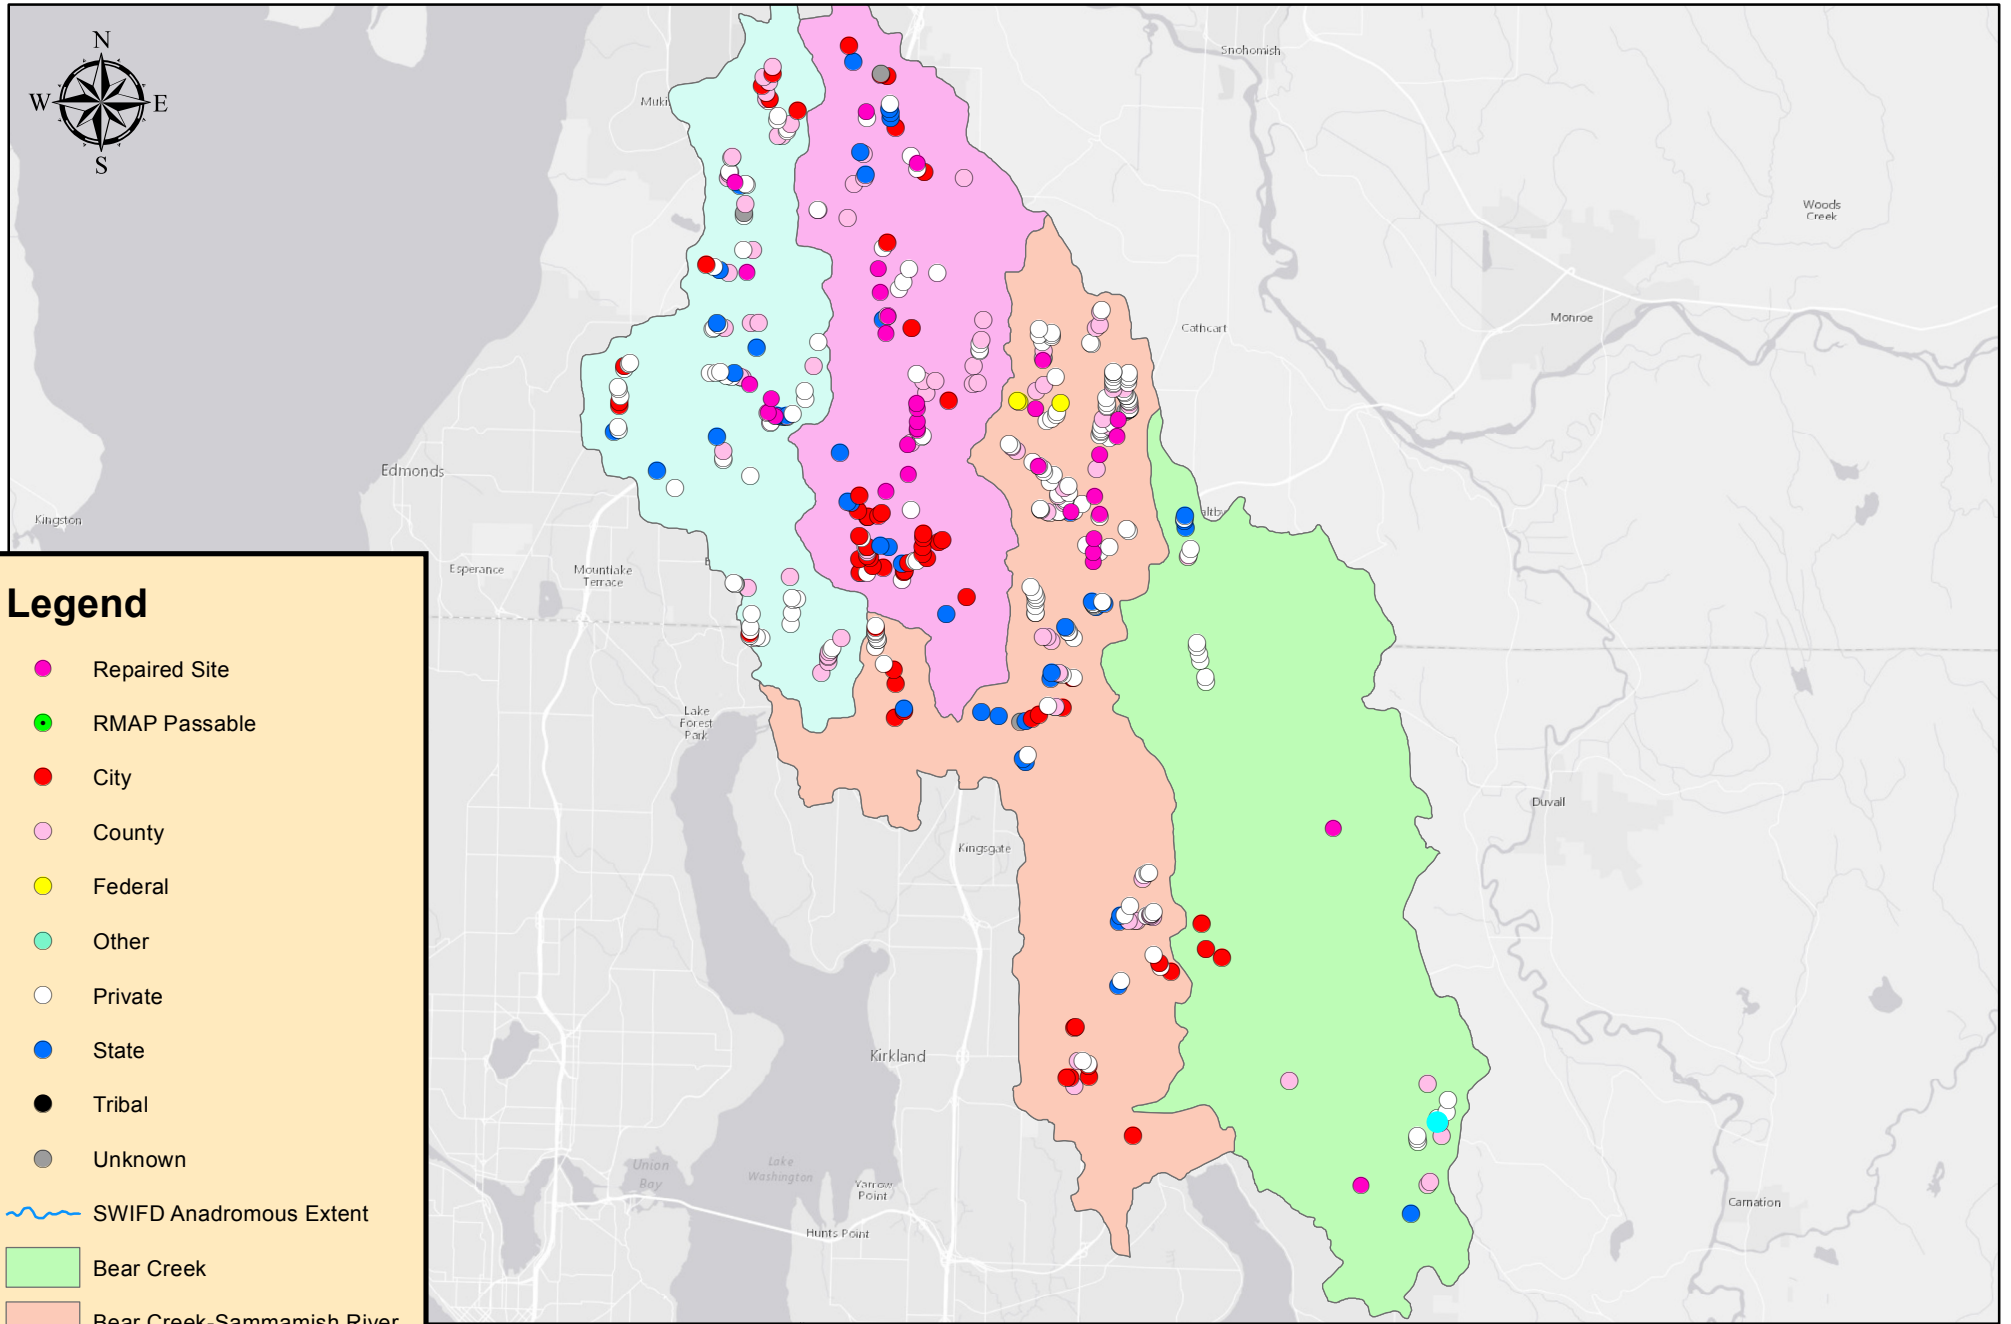 N
W
E
S
Snohomish
Woods
Creek
Monroe
Cathcart
Edmonds
Kingston
Esperance
Mountlake
Terrace
Lake
Forest
Park
Kingsgate
Duvall
Kirkland
Union
Bay
Lake
Washington
Yarrow
Point
Hunts Point
Carnation
Legend
Repaired Site
RMAP Passable
City
County
Federal
Other
Private
State
Tribal
Unknown
SWIFD Anadromous Extent
Bear Creek
Bear Creek-Sammamish River